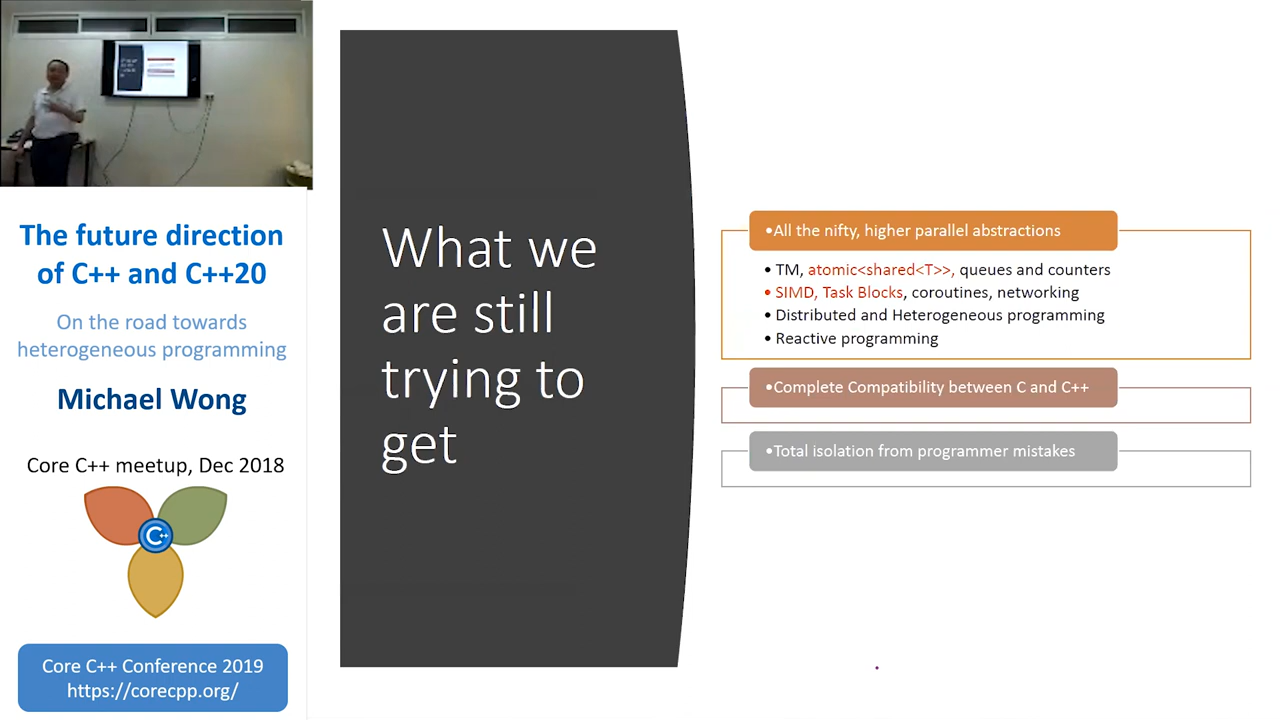 The future direction
of C++ and C++20
On the road towards
heterogeneous programming
Michael Wong
Core C++ meetup, Dec 2018
C++
Core C++ Conference 2019
https://corecpp.org/
What we
are still
trying to
get
•All the nifty, higher parallel abstractions
• TM, atomic<shared<T>>, queues and counters
• SIMD, Task Blocks, coroutines, networking
• Distributed and Heterogeneous programming
• Reactive programming
•Complete Compatibility between C and C++
•Total isolation from programmer mistakes